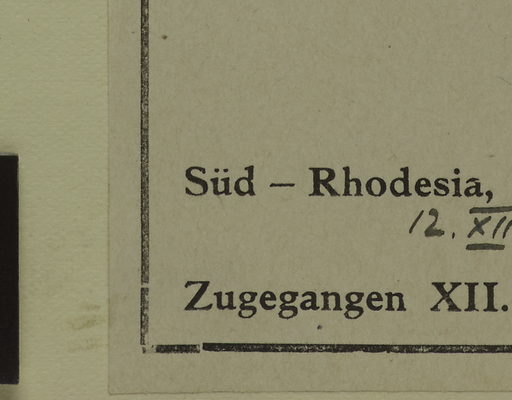 Süd – Rhodesia,
12. XII
Zugegangen XII.